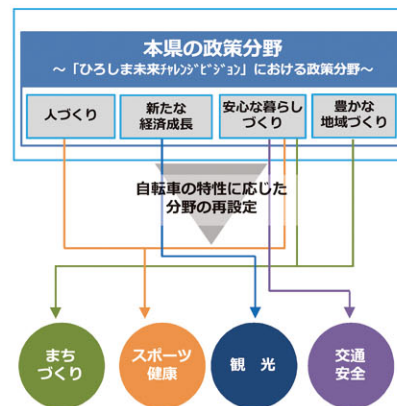 本県の政策分野
～「ひろしま未来ﾁｬﾚﾝｼﾞﾋﾞｼﾞｮﾝ」における政策分野～
人づくり
新たな
経済成長
安心な暮らし
づくり
豊かな
地域づくり
自転車の特性に応じた
分野の再設定
まち
づくり
スポーツ
健康
観 光
交通
安全